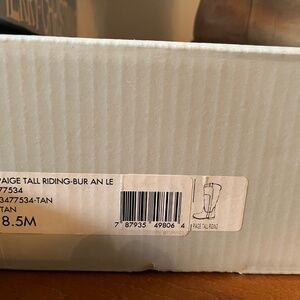 PAIGE TALL RIDING-BUR AN LE
77534
3477534-TAN
TAN
8.5M
7 87935 49806 4
PAIGE TALL RIDING